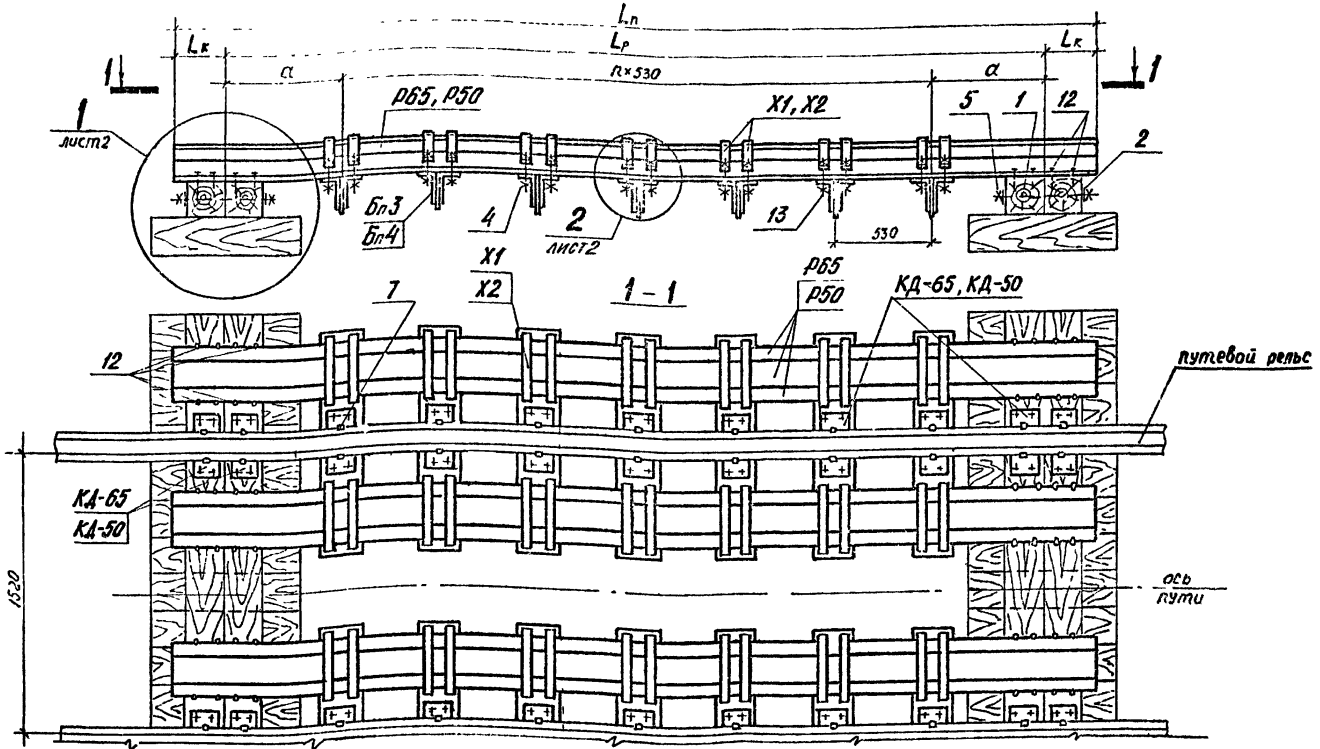 Lп
Lк
Lр
Lк
1
а
n×530
а
1
1
лист2
Р65, Р50
Х1, Х2
5
1
12
2
Бп3
Бп4
4
2
лист2
13
530
7
Х1
Х2
1 - 1
Р65
Р50
КД-65, КД-50
12
путевой рельс
КД-65
КД-50
1520
ось
пути